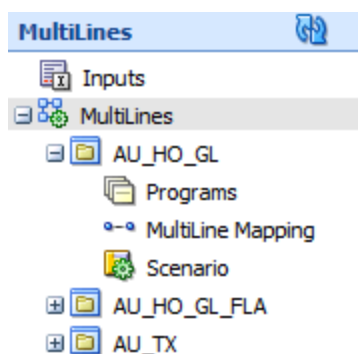 MultiLines
Inputs
MultiLines
AU_HO_GL
Programs
MultiLine Mapping
Scenario
AU_HO_GL_FLA
AU_TX